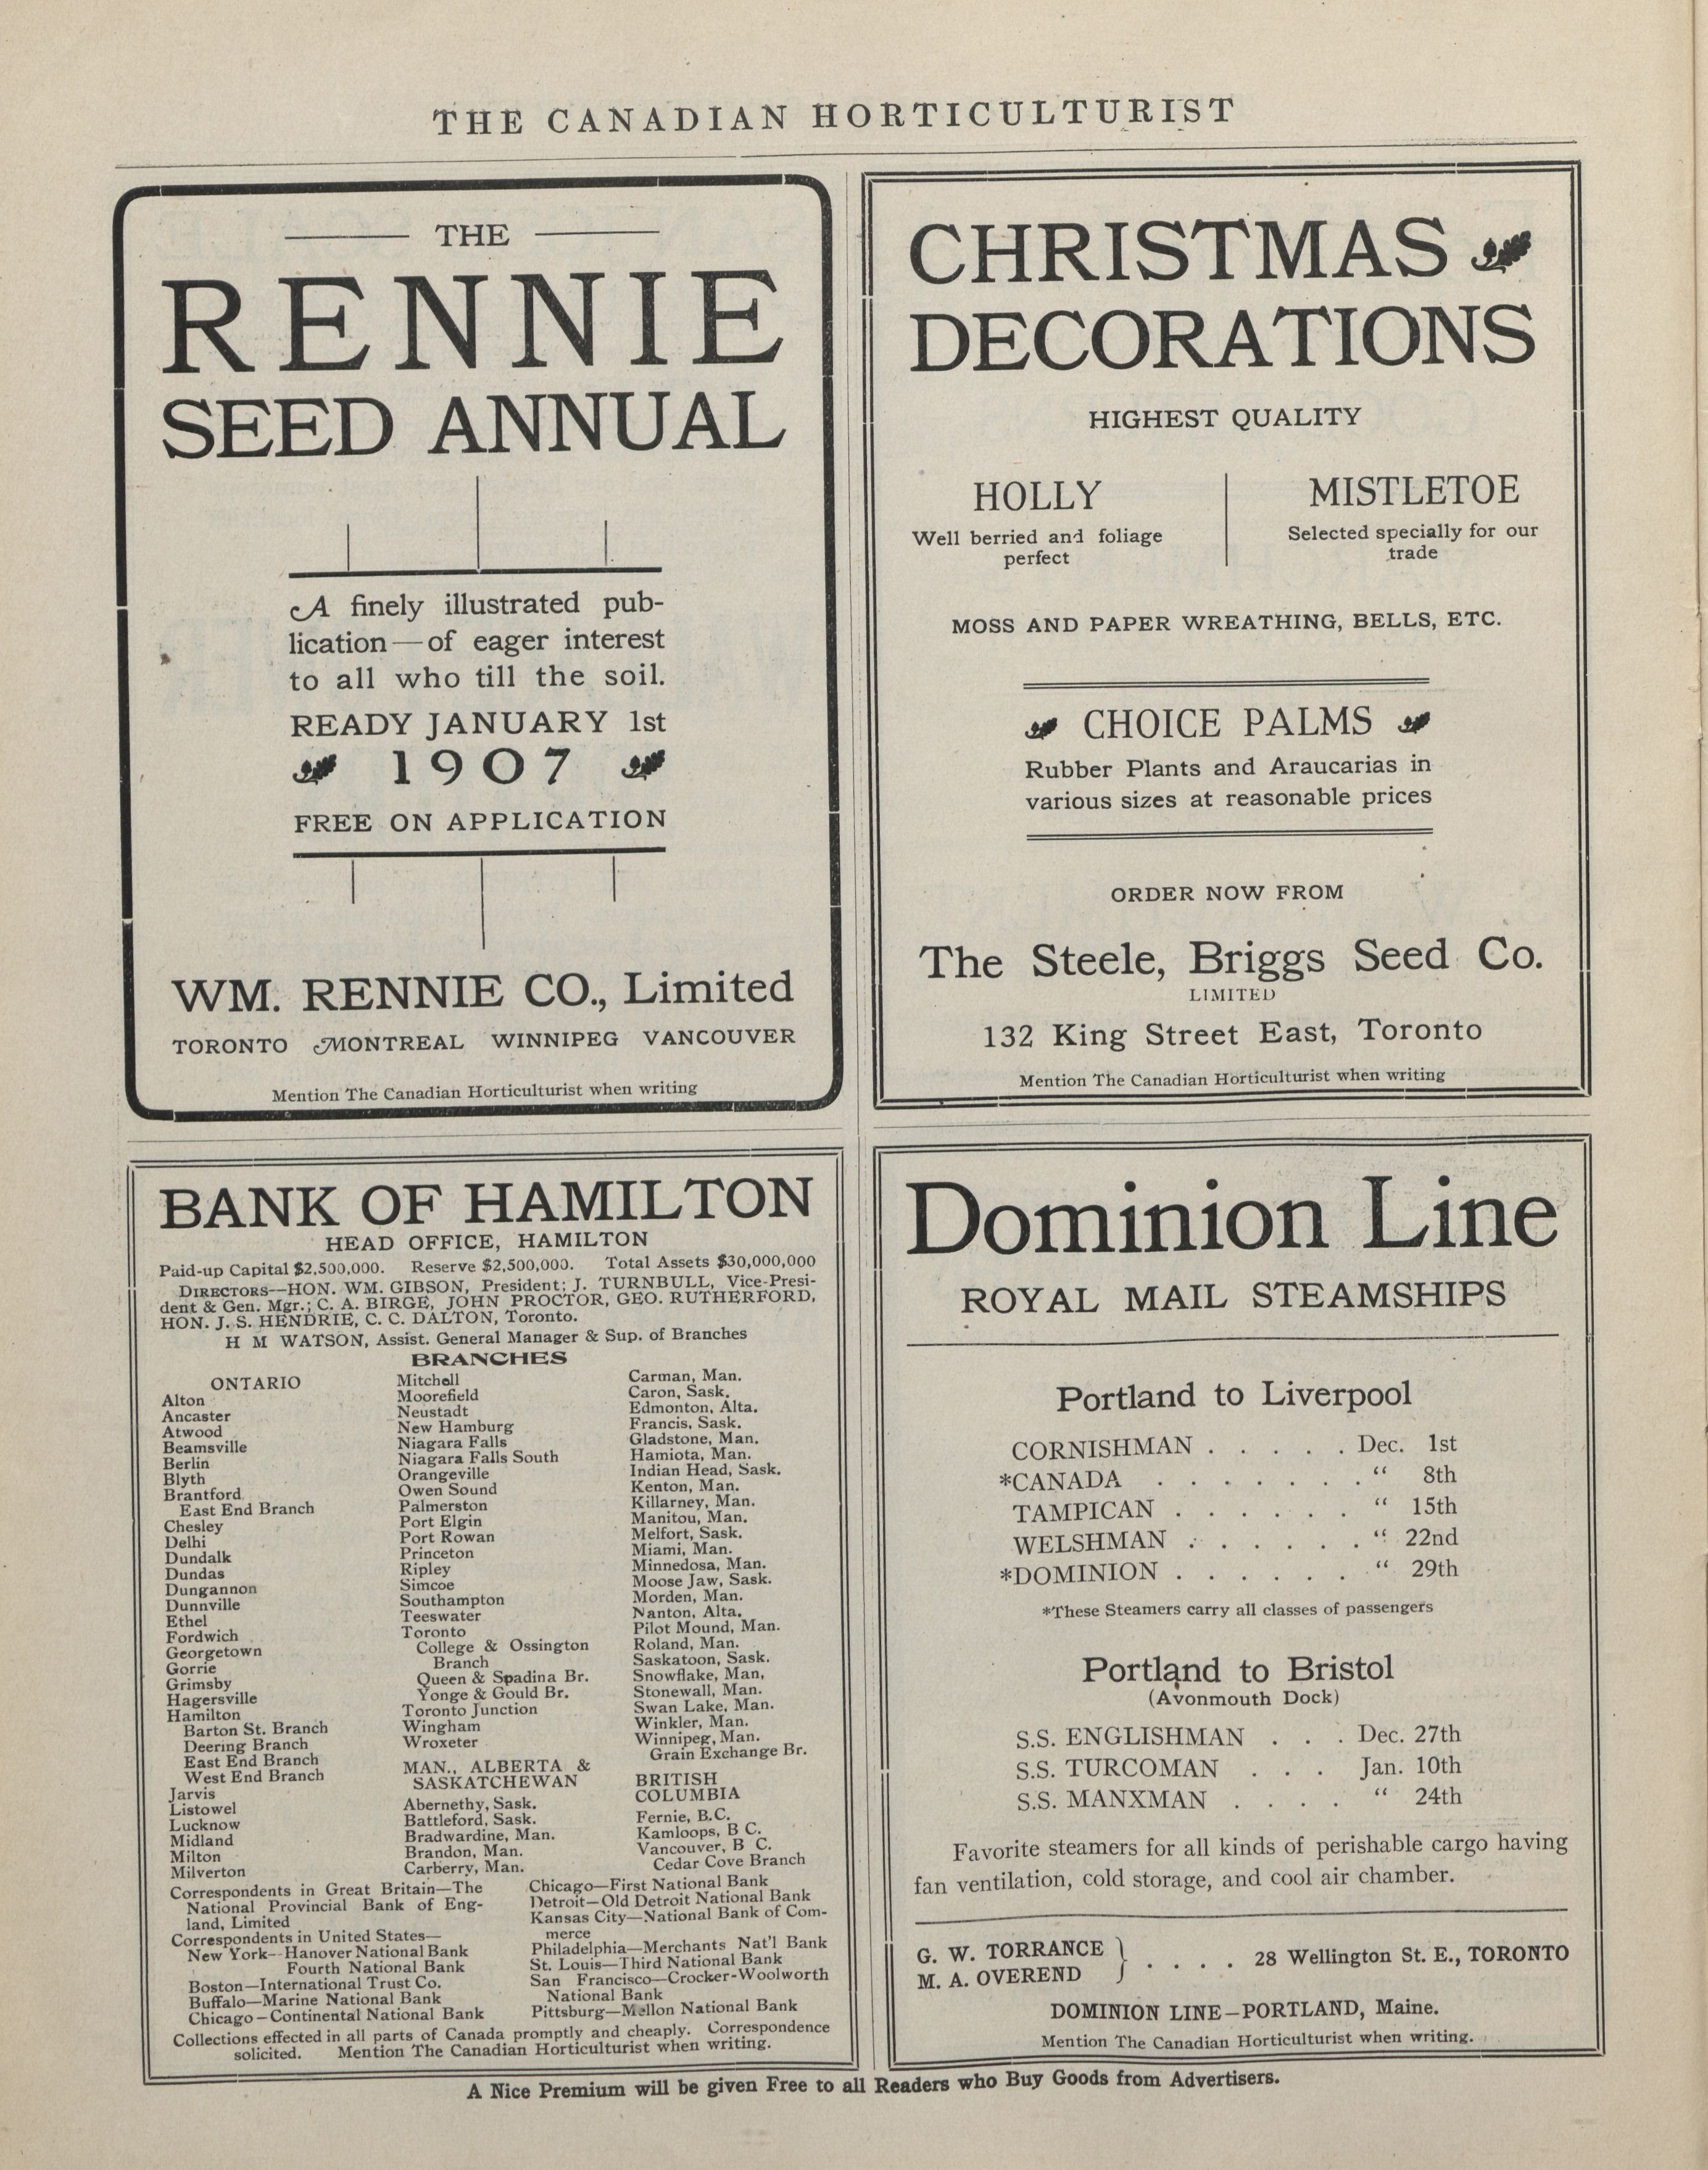 THE CANADIAN HORTICULTURIST
THE
RENNIE
SEED ANNUAL
A finely illustrated pub-
lication—of eager interest
to all who till the soil.
READY JANUARY 1st
1907
FREE ON APPLICATION
WM. RENNIE CO., Limited
TORONTO MONTREAL WINNIPEG VANCOUVER
Mention The Canadian Horticulturist when writing
CHRISTMAS
DECORATIONS
HIGHEST QUALITY
HOLLY
Well berried and foliage
perfect
MISTLETOE
Selected specially for our
trade
MOSS AND PAPER WREATHING, BELLS, ETC.
CHOICE PALMS
Rubber Plants and Araucarias in
various sizes at reasonable prices
ORDER NOW FROM
The Steele, Briggs Seed Co.
LIMITED
132 King Street East, Toronto
Mention The Canadian Horticulturist when writing
BANK OF HAMILTON
HEAD OFFICE, HAMILTON
Paid-up Capital $2,500,000. Reserve $2,500,000. Total Assets $30,000,000
DIRECTORS—HON. WM. GIBSON, President; J. TURNBULL, Vice-Presi-
dent & Gen. Mgr.; C. A. BIRGE, JOHN PROCTOR, GEO. RUTHERFORD,
HON. J. S. HENDRIE, C. C. DALTON, Toronto.
H M WATSON, Assist. General Manager & Sup. of Branches
BRANCHES
ONTARIO
Alton
Ancaster
Atwood
Beamsville
Berlin
Blyth
Brantford
East End Branch
Chesley
Delhi
Dundalk
Dundas
Dungannon
Dunnville
Ethel
Fordwich
Georgetown
Gorrie
Grimsby
Hagersville
Hamilton
Barton St. Branch
Deering Branch
East End Branch
West End Branch
Jarvis
Listowel
Lucknow
Midland
Milton
Milverton
Mitchell
Moorefield
Neustadt
New Hamburg
Niagara Falls
Niagara Falls South
Orangeville
Owen Sound
Palmerston
Port Elgin
Port Rowan
Princeton
Ripley
Simcoe
Southampton
Teeswater
Toronto
College & Ossington
Branch
Queen & Spadina Br.
Yonge & Gould Br.
Toronto Junction
Wingham
Wroxeter
MAN., ALBERTA &
SASKATCHEWAN
Abernethy, Sask.
Battleford, Sask.
Bradwardine, Man.
Brandon, Man.
Carberry, Man.
Carman, Man.
Caron, Sask.
Edmonton, Alta.
Francis, Sask.
Gladstone, Man.
Hamiota, Man.
Indian Head, Sask.
Kenton, Man.
Killarney, Man.
Manitou, Man.
Melfort, Sask.
Miami, Man.
Minnedosa, Man.
Moose Jaw, Sask.
Morden, Man.
Nanton, Alta.
Pilot Mound, Man.
Roland, Man.
Saskatoon, Sask.
Snowflake, Man.
Stonewall, Man.
Swan Lake, Man.
Winkler, Man.
Winnipeg, Man.
Grain Exchange Br.
BRITISH
COLUMBIA
Fernie, B.C.
Kamloops, B C.
Vancouver, B C.
Cedar Cove Branch
Correspondents in Great Britain—The
National Provincial Bank of Eng-
land, Limited
Correspondents in United States—
New York—Hanover National Bank
Fourth National Bank
Boston—International Trust Co.
Buffalo—Marine National Bank
Chicago—Continental National Bank
Chicago—First National Bank
Detroit—Old Detroit National Bank
Kansas City—National Bank of Com-
merce
Philadelphia—Merchants Nat'l Bank
St. Louis—Third National Bank
San Francisco—Crocker-Woolworth
National Bank
Pittsburg—Mellon National Bank
Collections effected in all parts of Canada promptly and cheaply. Correspondence
solicited. Mention The Canadian Horticulturist when writing.
Dominion Line
ROYAL MAIL STEAMSHIPS
Portland to Liverpool
CORNISHMAN . . . . . Dec. 1st
*CANADA . . . . . . . “ 8th
TAMPICAN . . . . . . “ 15th
WELSHMAN . . . . . . “ 22nd
*DOMINION . . . . . . “ 29th
*These Steamers carry all classes of passengers
Portland to Bristol
(Avonmouth Dock)
S.S. ENGLISHMAN . . . Dec. 27th
S.S. TURCOMAN . . . Jan. 10th
S.S. MANXMAN . . . . “ 24th
Favorite steamers for all kinds of perishable cargo having
fan ventilation, cold storage, and cool air chamber.
G. W. TORRANCE
M. A. OVEREND } . . . . 28 Wellington St. E., TORONTO
DOMINION LINE—PORTLAND, Maine.
Mention The Canadian Horticulturist when writing.
A Nice Premium will be given Free to all Readers who Buy Goods from Advertisers.